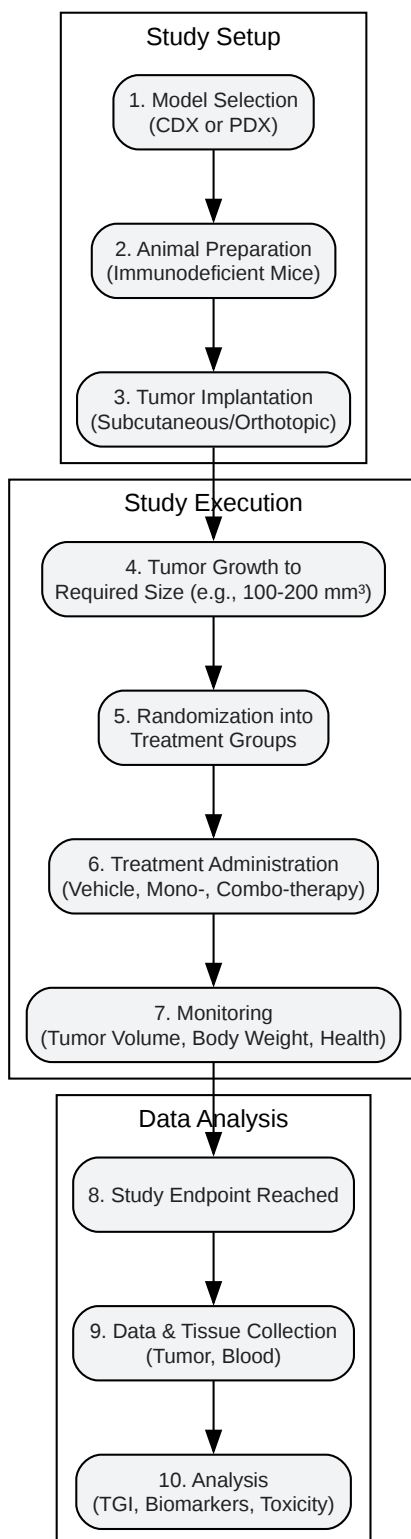 Study Setup
1. Model Selection
(CDX or PDX)
2. Animal Preparation
(Immunodeficient Mice)
3. Tumor Implantation
(Subcutaneous/Orthotopic)
Study Execution
4. Tumor Growth to
Required Size (e.g., 100-200 mm³)
5. Randomization into
Treatment Groups
6. Treatment Administration
(Vehicle, Mono-, Combo-therapy)
7. Monitoring
(Tumor Volume, Body Weight, Health)
Data Analysis
8. Study Endpoint Reached
9. Data & Tissue Collection
(Tumor, Blood)
10. Analysis
(TGI, Biomarkers, Toxicity)